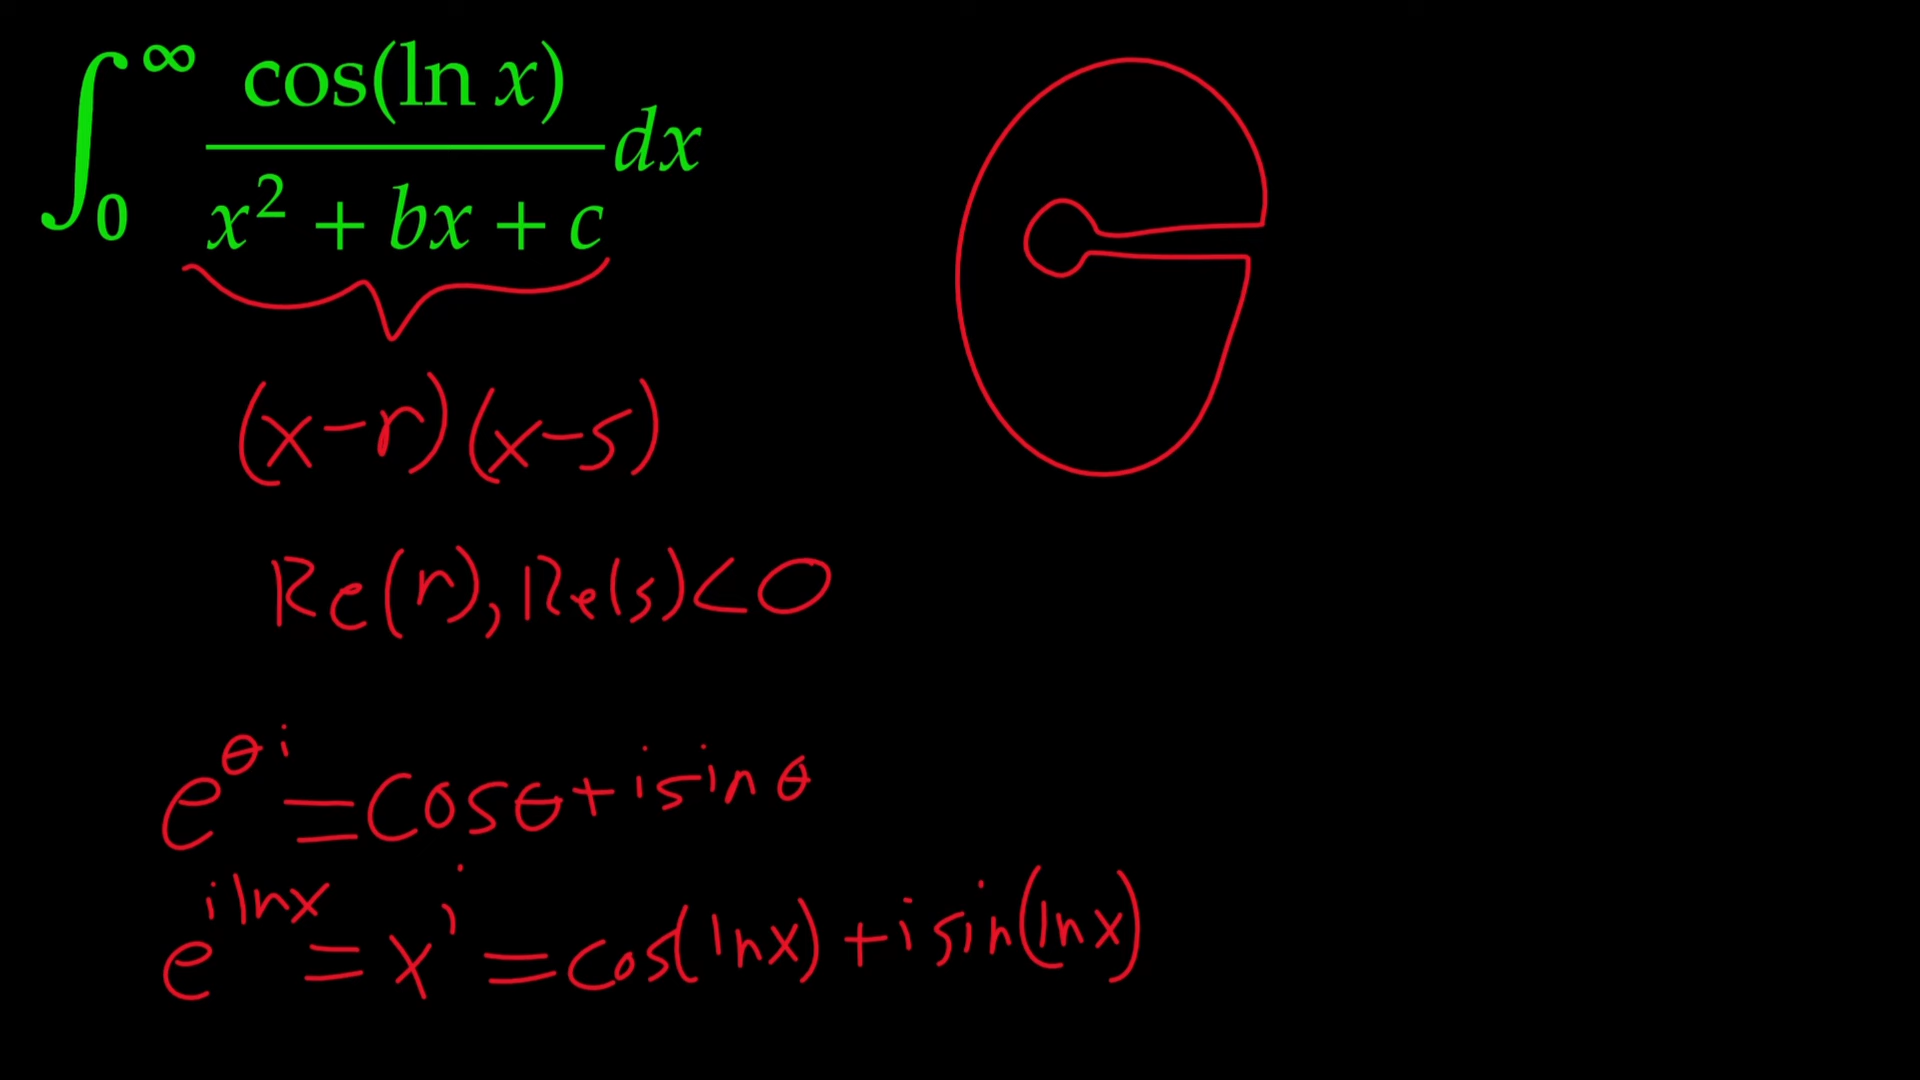 ∫₀^∞ cos(ln x) / (x² + bx + c) dx
(x-r)(x-s)
Re(r), Re(s) < 0
e^{θi} = cosθ + i sinθ
e^{i ln x} = x^i = cos(ln x) + i sin(ln x)